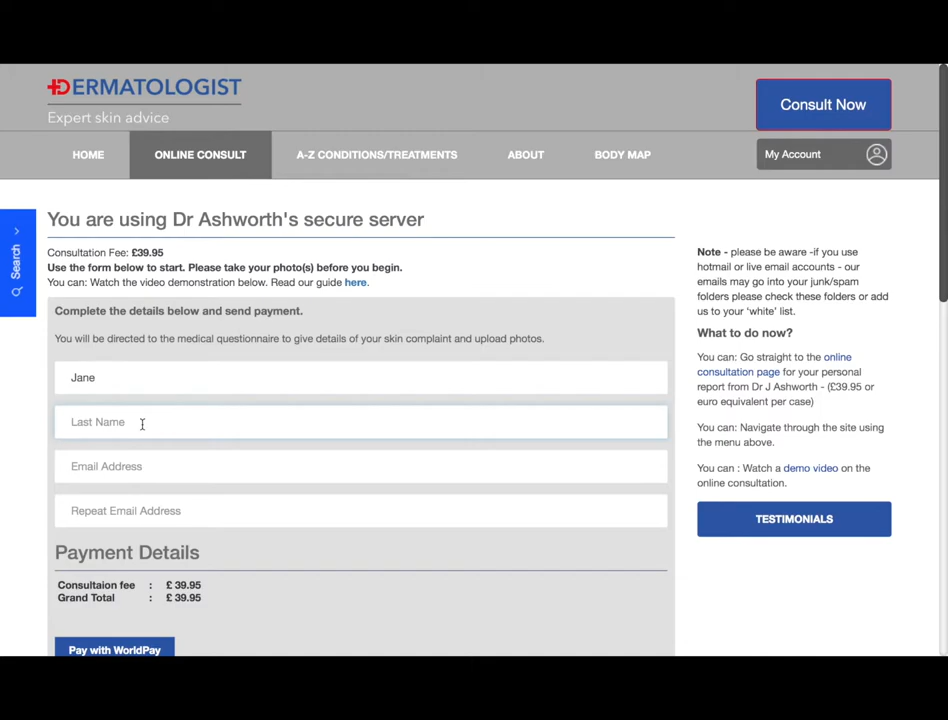 DERMATOLOGIST
Expert skin advice
Consult Now
HOME
ONLINE CONSULT
A-Z CONDITIONS/TREATMENTS
ABOUT
BODY MAP
My Account
Search
You are using Dr Ashworth's secure server
Consultation Fee: £39.95
Use the form below to start. Please take your photo(s) before you begin.
You can: Watch the video demonstration below. Read our guide here.
Complete the details below and send payment.
You will be directed to the medical questionnaire to give details of your skin complaint and upload photos.
Jane
Last Name
Email Address
Repeat Email Address
Payment Details
Consultaion fee : £ 39.95
Grand Total : £ 39.95
Pay with WorldPay
Note - please be aware -if you use
hotmail or live email accounts - our
emails may go into your junk/spam
folders please check these folders or add
us to your 'white' list.
What to do now?
You can: Go straight to the online
consultation page for your personal
report from Dr J Ashworth - (£39.95 or
euro equivalent per case)
You can: Navigate through the site using
the menu above.
You can : Watch a demo video on the
online consultation.
TESTIMONIALS